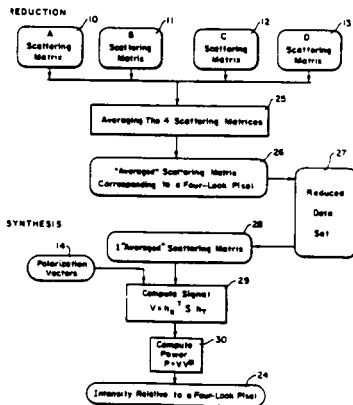 REDUCTION
10
A
Scattering
Matrix
11
B
Scattering
Matrix
12
C
Scattering
Matrix
13
D
Scattering
Matrix
25
Averaging The 4 Scattering Matrices
26
"Averaged" Scattering Matrix
Corresponding to a Four-Look Pixel
27
Reduced
Data
Set
SYNTHESIS
28
1 "Averaged" Scattering Matrix
14
Polarization
Vectors
29
Compute Signal
V = h_R^T S h_T
30
Compute
Power
24
Intensity Relative to a Four-Look Pixel